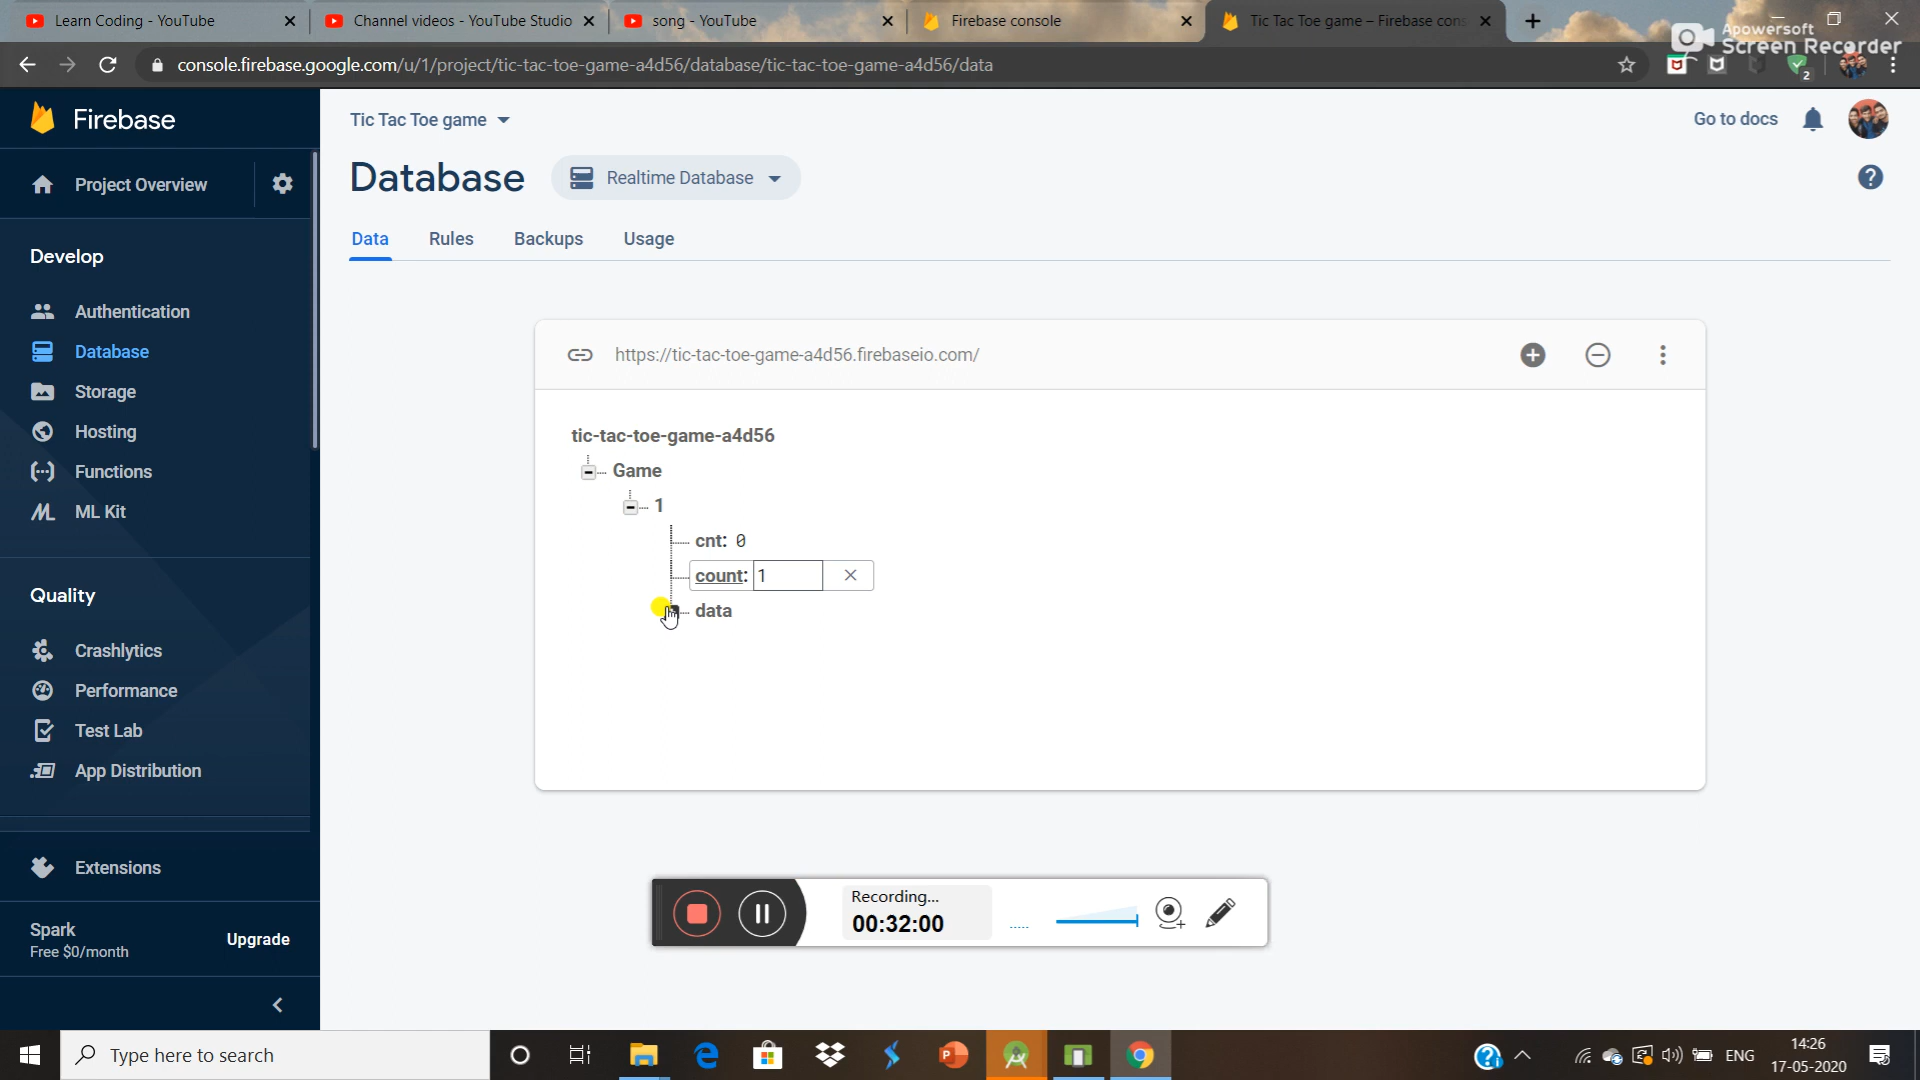 Learn Coding - YouTube
Channel videos - YouTube Studio
song - YouTube
Firebase console
Tic Tac Toe game – Firebase cons
Apowersoft
Screen Recorder
console.firebase.google.com/u/1/project/tic-tac-toe-game-a4d56/database/tic-tac-toe-game-a4d56/data
2
Firebase
Project Overview
Develop
Authentication
Database
Storage
Hosting
Functions
ML Kit
Quality
Crashlytics
Performance
Test Lab
App Distribution
Extensions
Spark
Free $0/month
Upgrade
Tic Tac Toe game
Go to docs
Database
Realtime Database
Data
Rules
Backups
Usage
https://tic-tac-toe-game-a4d56.firebaseio.com/
tic-tac-toe-game-a4d56
Game
1
cnt: 0
count: 1
data
Recording...
00:32:00
Type here to search
ENG
14:26
17-05-2020